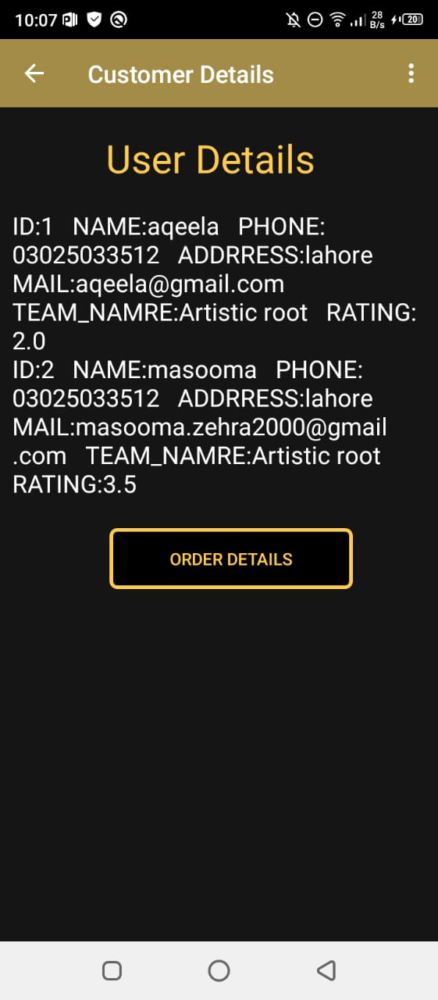 10:07 28 B/s 20
Customer Details
User Details
ID:1 NAME:aqeela PHONE:
03025033512 ADDRRESS:lahore
MAIL:aqeela@gmail.com
TEAM_NAMRE:Artistic root RATING:
2.0
ID:2 NAME:masooma PHONE:
03025033512 ADDRRESS:lahore
MAIL:masooma.zehra2000@gmail
.com TEAM_NAMRE:Artistic root
RATING:3.5
ORDER DETAILS